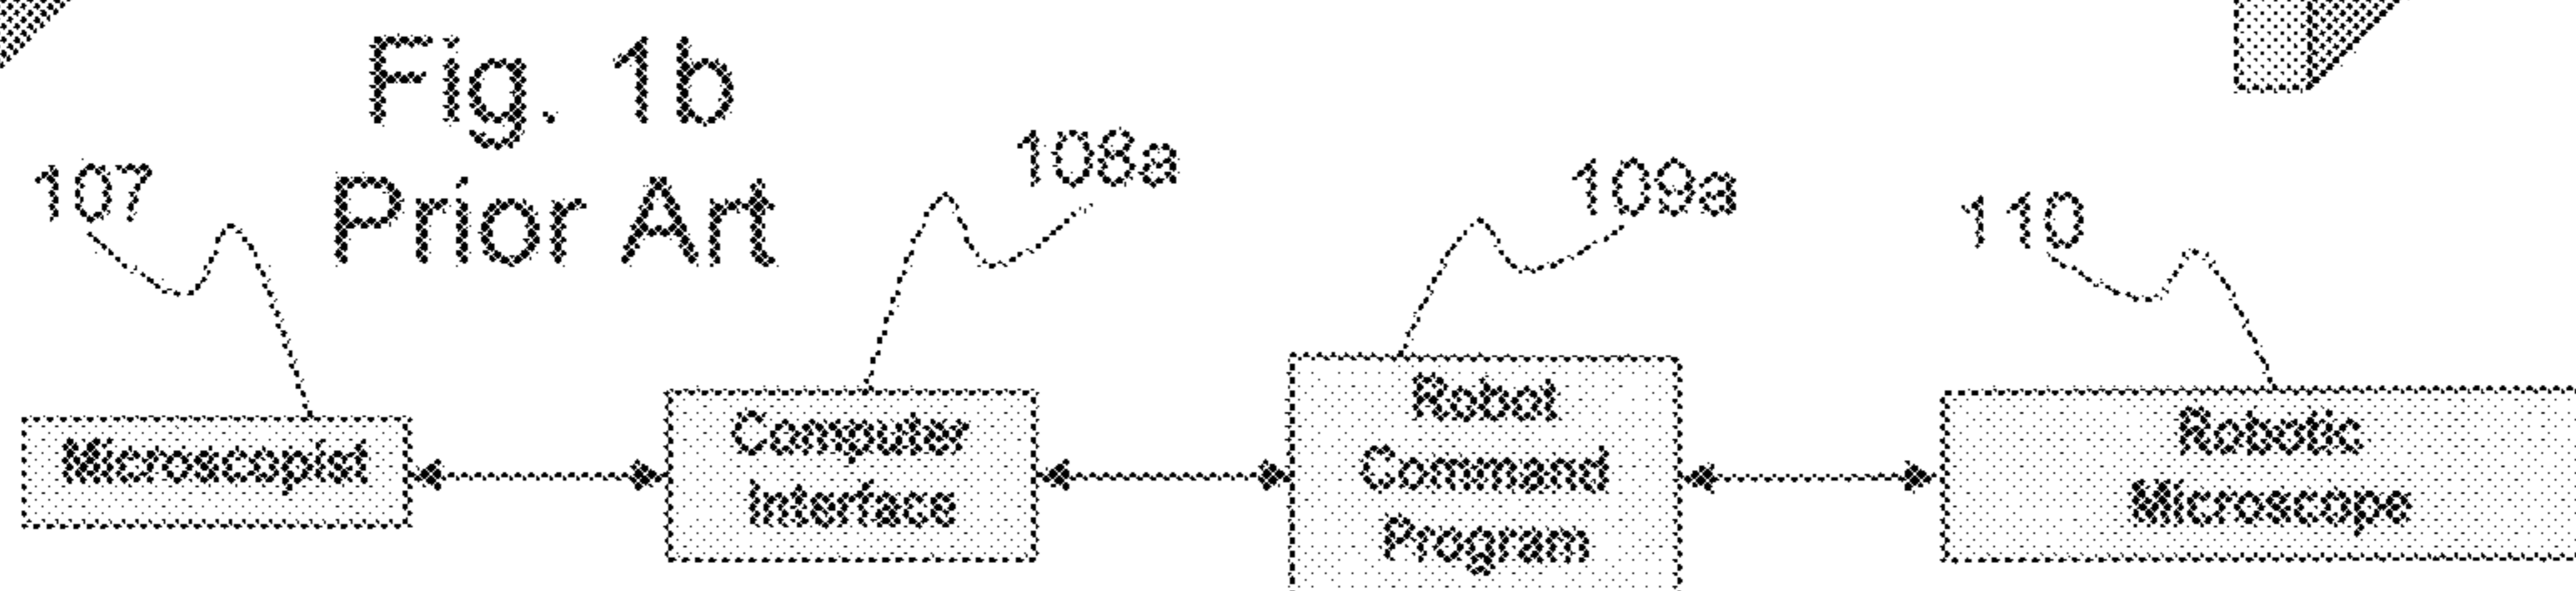 Fig. 1b
Prior Art
107
108a
109a
110
Microscopist
Computer
Interface
Robot
Command
Program
Robotic
Microscope